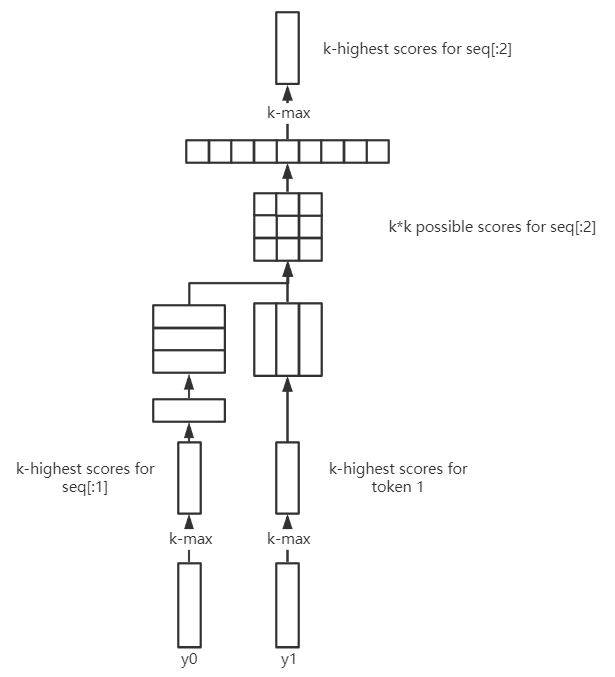 k-highest scores for seq[:2]
k-max
k*k possible scores for seq[:2]
k-highest scores for
seq[:1]
k-highest scores for
token 1
k-max
k-max
y0
y1